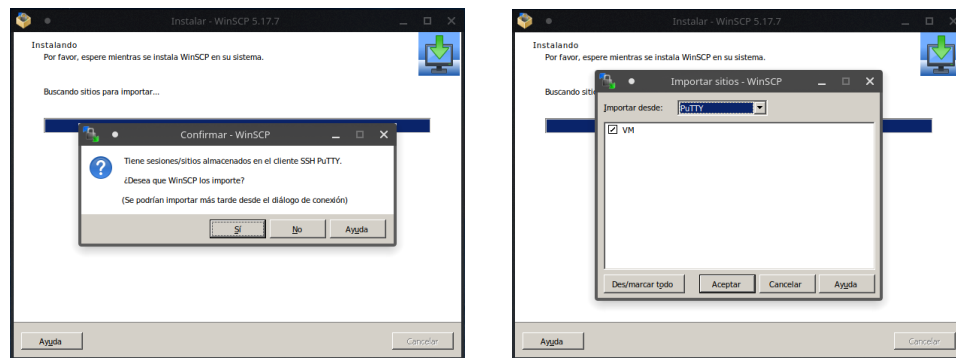 Instalar - WinSCP 5.17.7
Instalando
Por favor, espere mientras se instala WinSCP en su sistema.
Buscando sitios para importar...
Confirmar - WinSCP
Tiene sesiones/sitios almacenados en el cliente SSH PuTTY.
¿Desea que WinSCP los importe?
(Se podrían importar más tarde desde el diálogo de conexión)
Sí
No
Ayuda
Ayuda
Cancelar
Instalar - WinSCP 5.17.7
Instalando
Por favor, espere mientras se instala WinSCP en su sistema.
Buscando siti
Importar sitios - WinSCP
Importar desde:
PuTTY
VM
Des/marcar todo
Aceptar
Cancelar
Ayuda
Ayuda
Cancelar